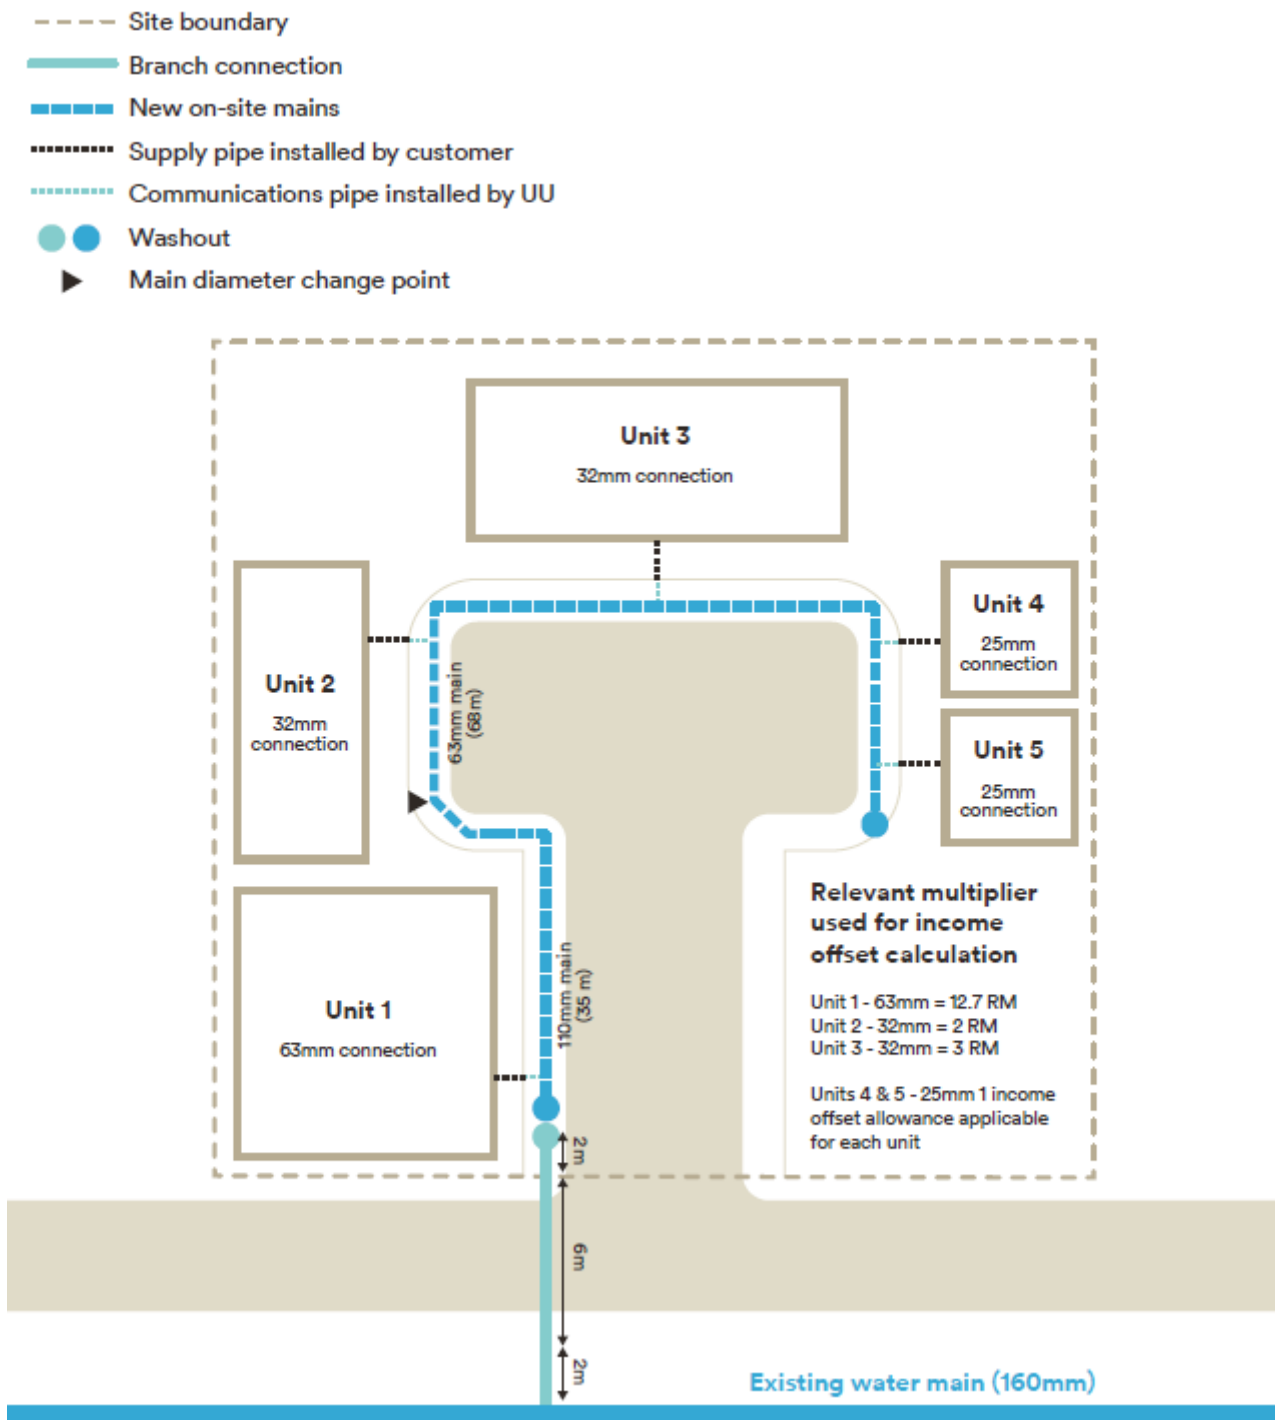 Site boundary
Branch connection
New on-site mains
Supply pipe installed by customer
Communications pipe installed by UU
Washout
Main diameter change point
Unit 3
32mm connection
Unit 2
32mm
connection
63mm main
(68 m)
Unit 4
25mm
connection
Unit 5
25mm
connection
Unit 1
63mm connection
110mm main
(35 m)
Relevant multiplier
used for income
offset calculation
Unit 1 - 63mm = 12.7 RM
Unit 2 - 32mm = 2 RM
Unit 3 - 32mm = 3 RM
Units 4 & 5 - 25mm 1 income
offset allowance applicable
for each unit
2m
6m
2m
Existing water main (160mm)